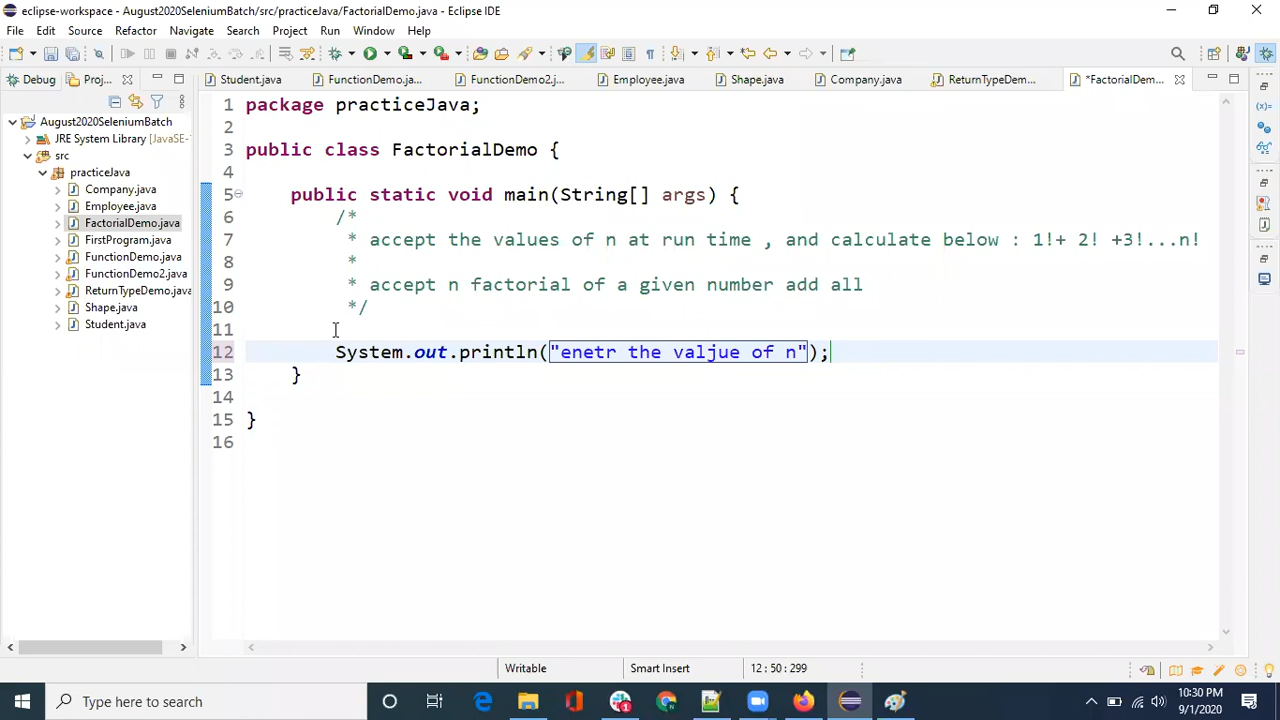 eclipse-workspace - August2020SeleniumBatch/src/practiceJava/FactorialDemo.java - Eclipse IDE
File Edit Source Refactor Navigate Search Project Run Window Help
Debug Proj... Student.java FunctionDemo.ja... FunctionDemo2.j... Employee.java Shape.java Company.java ReturnTypeDem... *FactorialDem...
August2020SeleniumBatch
JRE System Library [JavaSE-
src
practiceJava
Company.java
Employee.java
FactorialDemo.java
FirstProgram.java
FunctionDemo.java
FunctionDemo2.java
ReturnTypeDemo.java
Shape.java
Student.java
1 package practiceJava;
2
3 public class FactorialDemo {
4
5 public static void main(String[] args) {
6 /*
7 * accept the values of n at run time , and calculate below : 1!+ 2! +3!...n!
8 *
9 * accept n factorial of a given number add all
10 */
11
12 System.out.println("enetr the valjue of n");
13 }
14
15 }
16
Writable Smart Insert 12 : 50 : 299
Type here to search
10:30 PM
9/1/2020